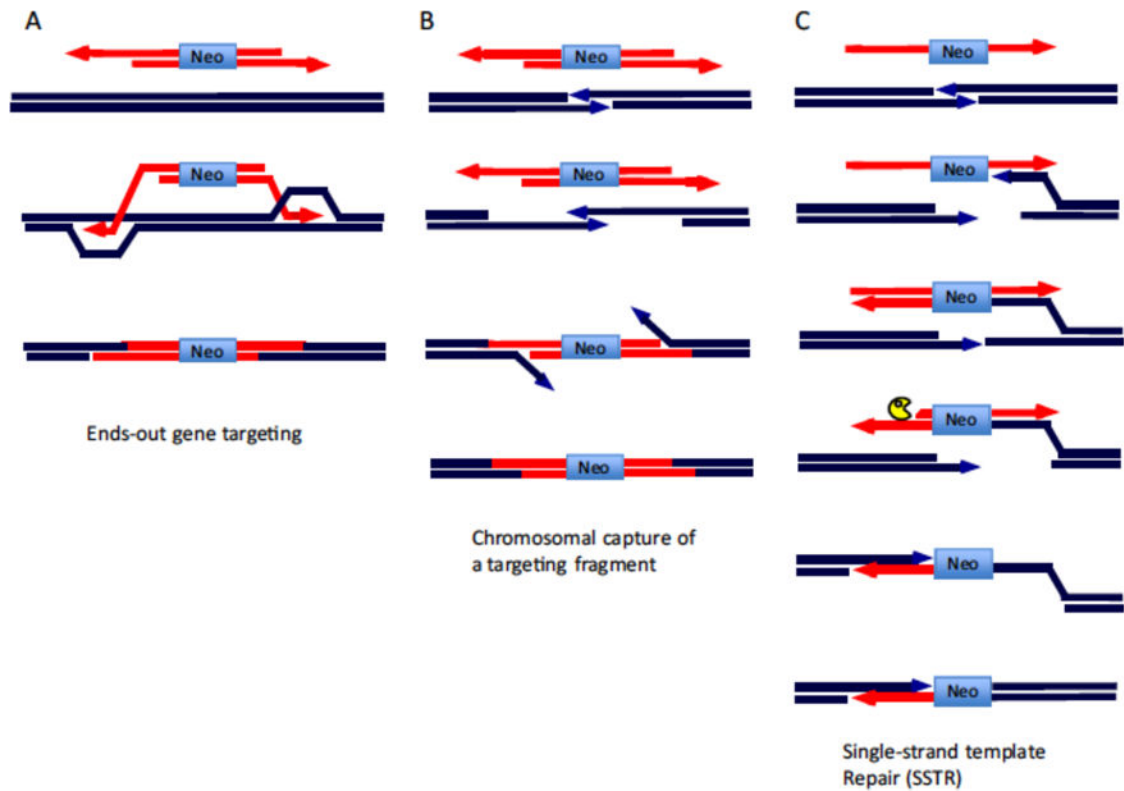 A
B
C
Neo
Neo
Neo
Ends-out gene targeting
Neo
Neo
Neo
Neo
Chromosomal capture of
a targeting fragment
Neo
Neo
Neo
Neo
Neo
Neo
Single-strand template
Repair (SSTR)